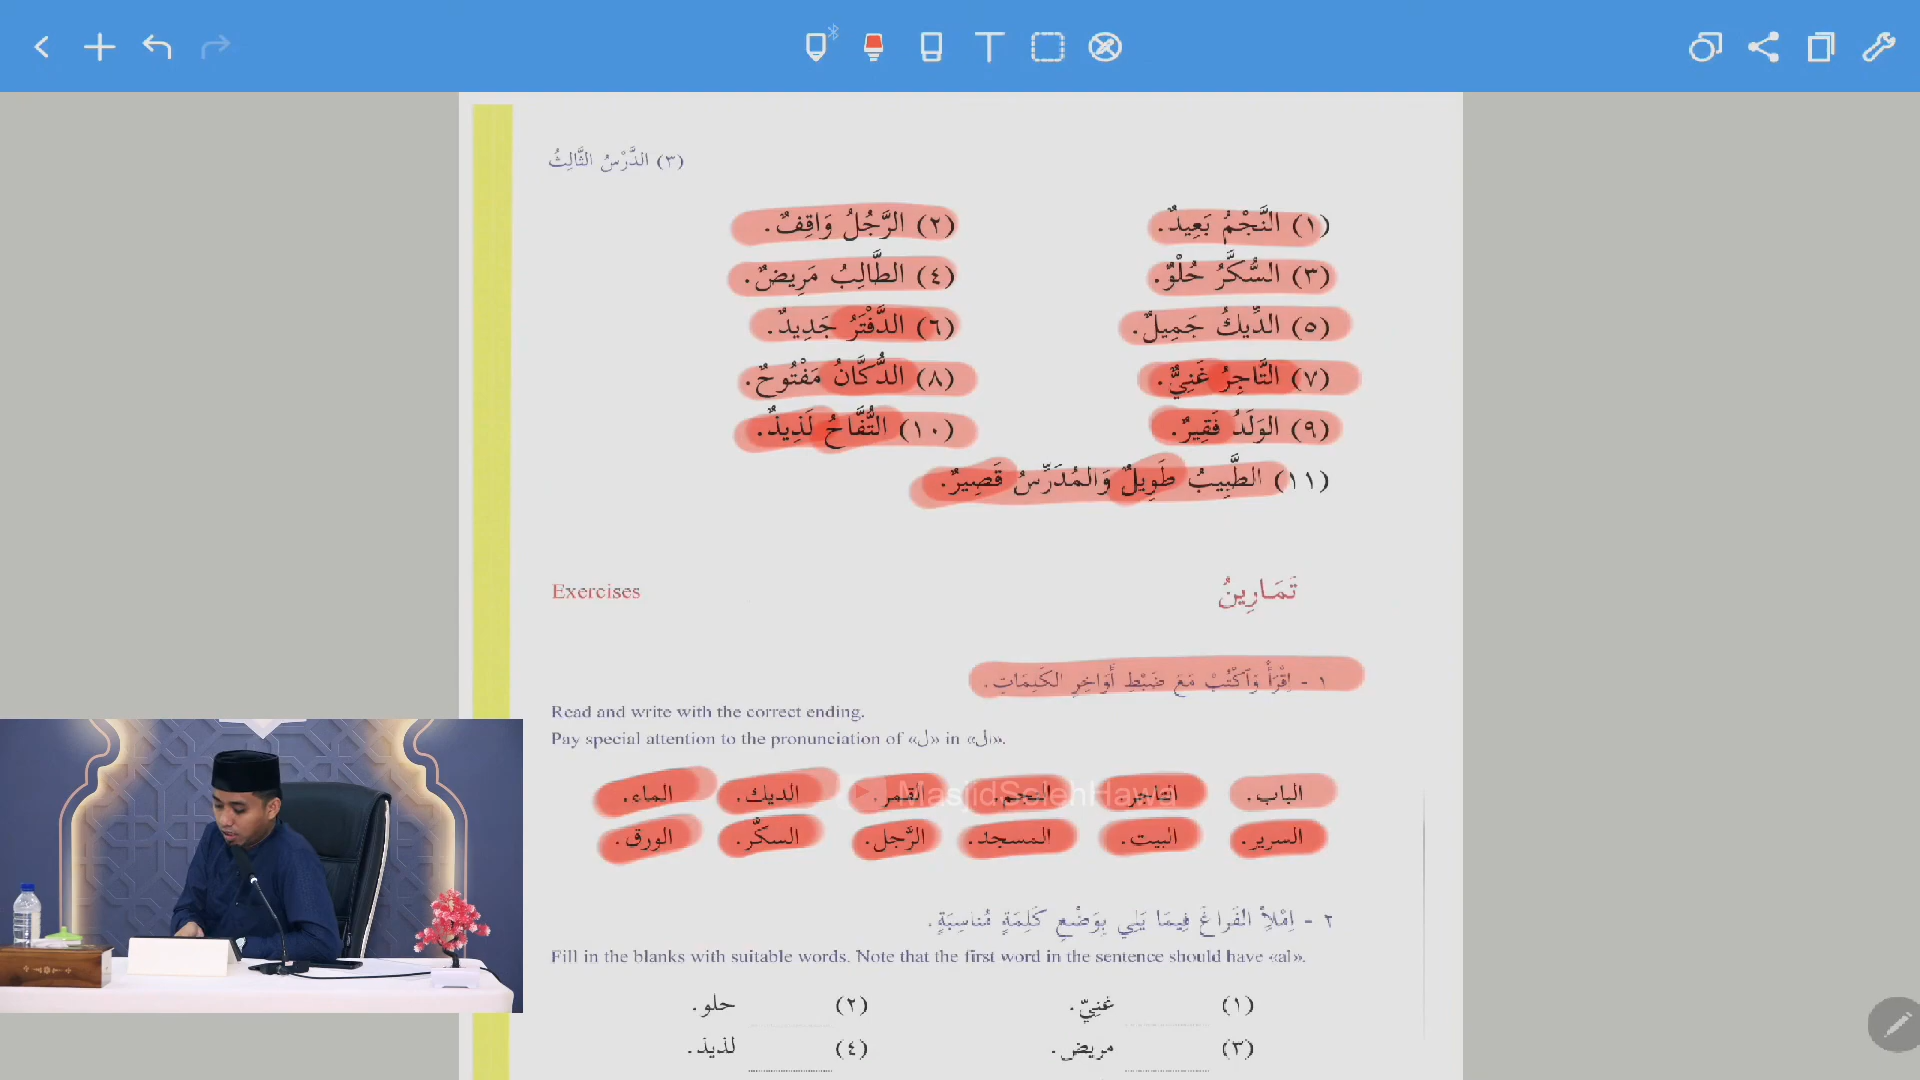 (٣) الدَّرْسُ الثَّالِثُ
(١) النَّجْمُ بَعِيدٌ. (٢) الرَّجُلُ وَاقِفٌ.
(٣) السُّكَّرُ حُلْوٌ. (٤) الطَّالِبُ مَرِيضٌ.
(٥) الدِّيكُ جَمِيلٌ. (٦) الدَّفْتَرُ جَدِيدٌ.
(٧) التَّاجِرُ غَنِيٌّ. (٨) الدُّكَّانُ مَفْتُوحٌ.
(٩) الوَلَدُ فَقِيرٌ. (١٠) التُّفَّاحُ لَذِيذٌ.
(١١) الطَّبِيبُ طَوِيلٌ وَالمُدَرِّسُ قَصِيرٌ.
Exercises تَمَارِينُ
١ - اِقْرَأْ وَاكْتُبْ مَعَ ضَبْطِ أَوَاخِرِ الكَلِمَاتِ.
Read and write with the correct ending.
Pay special attention to the pronunciation of «ل» in «ال».
الباب. التاجر. النجم. القمر. الديك. الماء.
MasjidSolehHawa
السرير. البيت. المسجد. الرَّجل. السكَّر. الورق.
٢ - اِمْلَأِ الفَرَاغَ فِيمَا يَلِي بِوَضْعِ كَلِمَةٍ مُنَاسِبَةٍ.
Fill in the blanks with suitable words. Note that the first word in the sentence should have «al».
(١) غنِيّ. (٢) حلو.
(٣) مريض. (٤) لذيذ.